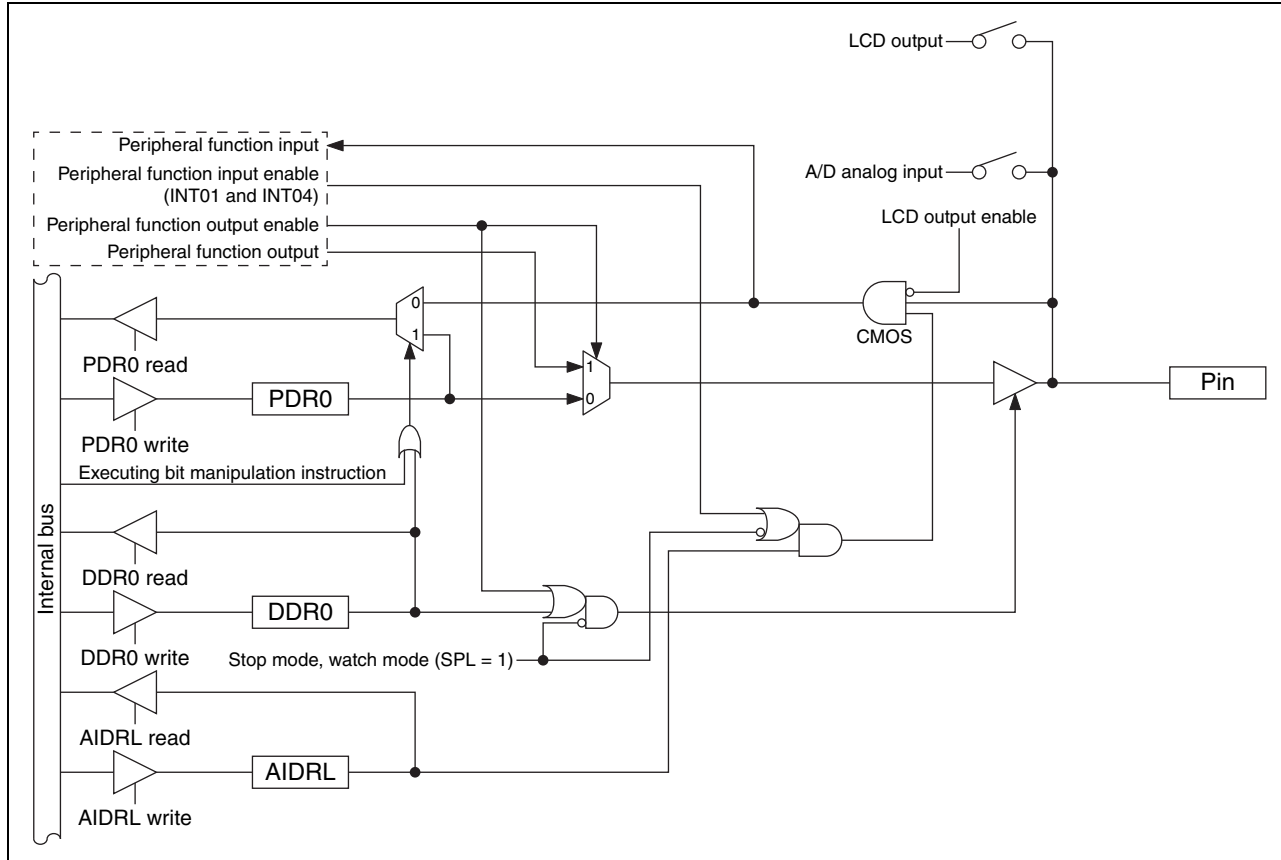 LCD output
Peripheral function input
Peripheral function input enable
(INT01 and INT04)
A/D analog input
Peripheral function output enable
LCD output enable
Peripheral function output
0
1
CMOS
PDR0 read
1
Pin
PDR0
0
PDR0 write
Executing bit manipulation instruction
Internal bus
DDR0 read
DDR0
DDR0 write
Stop mode, watch mode (SPL = 1)
AIDRL read
AIDRL
AIDRL write